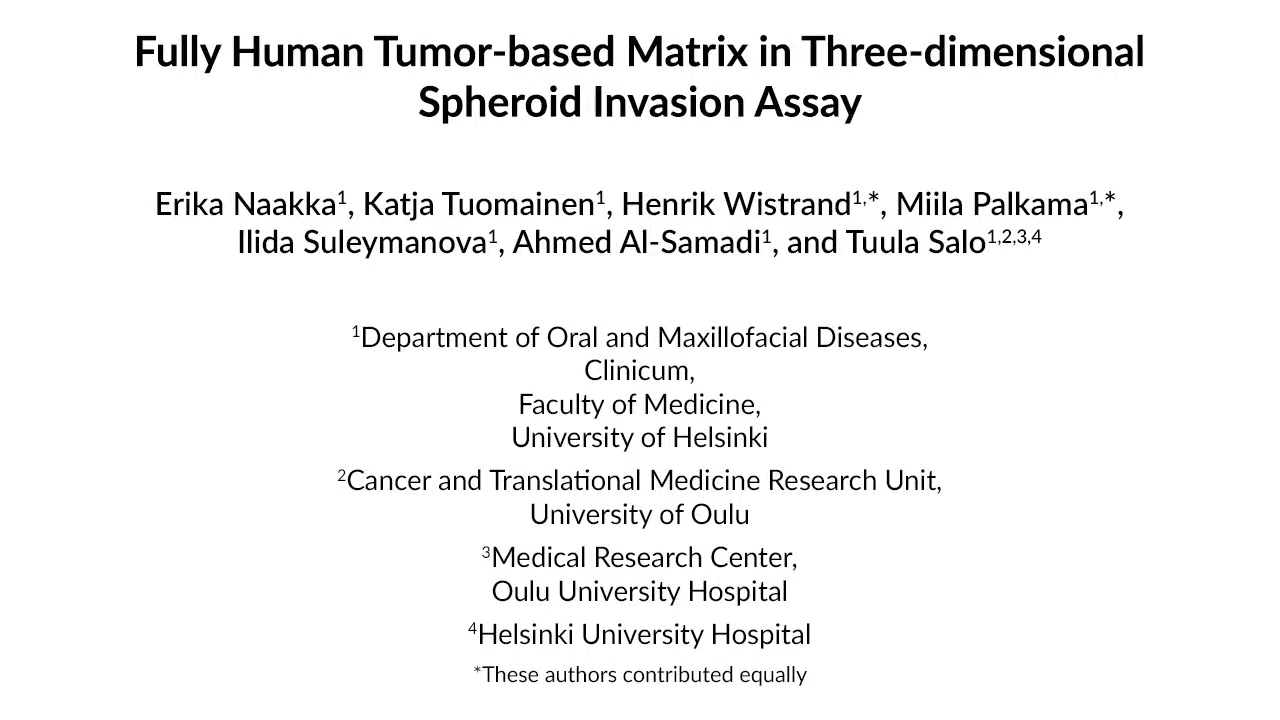 Fully Human Tumor-based Matrix in Three-dimensional
Spheroid Invasion Assay
Erika Naakka¹, Katja Tuomainen¹, Henrik Wistrand¹,*, Miila Palkama¹,*,
Ilida Suleymanova¹, Ahmed Al-Samadi¹, and Tuula Salo¹,²,³,⁴
¹Department of Oral and Maxillofacial Diseases,
Clinicum,
Faculty of Medicine,
University of Helsinki
²Cancer and Translational Medicine Research Unit,
University of Oulu
³Medical Research Center,
Oulu University Hospital
⁴Helsinki University Hospital
*These authors contributed equally